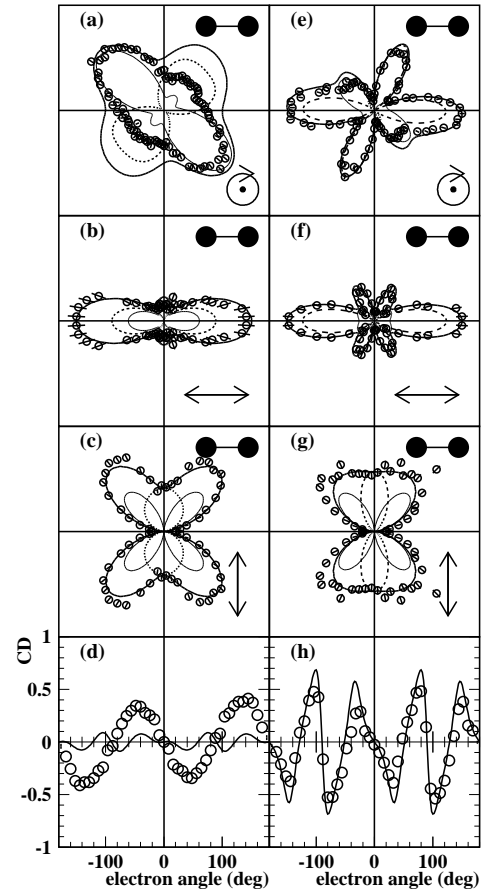 (a)
(e)
(b)
(f)
(c)
(g)
(d)
(h)
CD
1
0.5
0
-0.5
-1
-100 0 100
-100 0 100
electron angle (deg)
electron angle (deg)